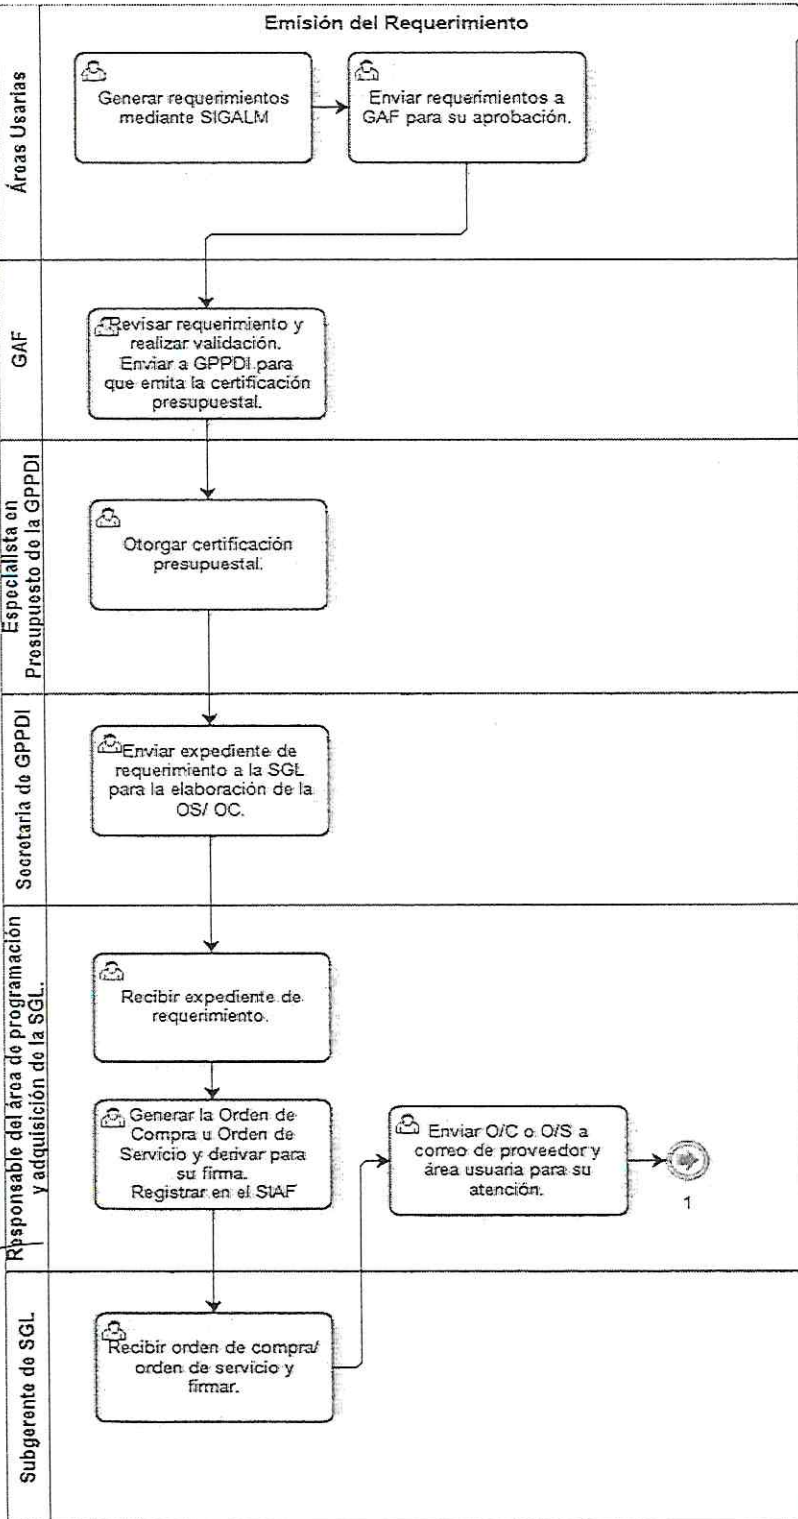 Emisión del Requerimiento
Áreas Usarias
Generar requerimientos
mediante SIGALM
Enviar requerimientos a
GAF para su aprobación.
GAF
Revisar requerimiento y
realizar validación.
Enviar a GPPDI para
que emita la certificación
presupuestal.
Especialista en
Presupuesto de la GPPDI
Otorgar certificación
presupuestal.
Secretaria de GPPDI
Enviar expediente de
requerimiento a la SGL
para la elaboración de la
OS/ OC.
Responsable del área de programación
y adquisición de la SGL.
Recibir expediente de
requerimiento.
Generar la Orden de
Compra u Orden de
Servicio y derivar para
su firma.
Registrar en el SIAF
Enviar O/C o O/S a
correo de proveedor y
área usuaria para su
atención.
1
Subgerente de SGL
Recibir orden de compra/
orden de servicio y
firmar.